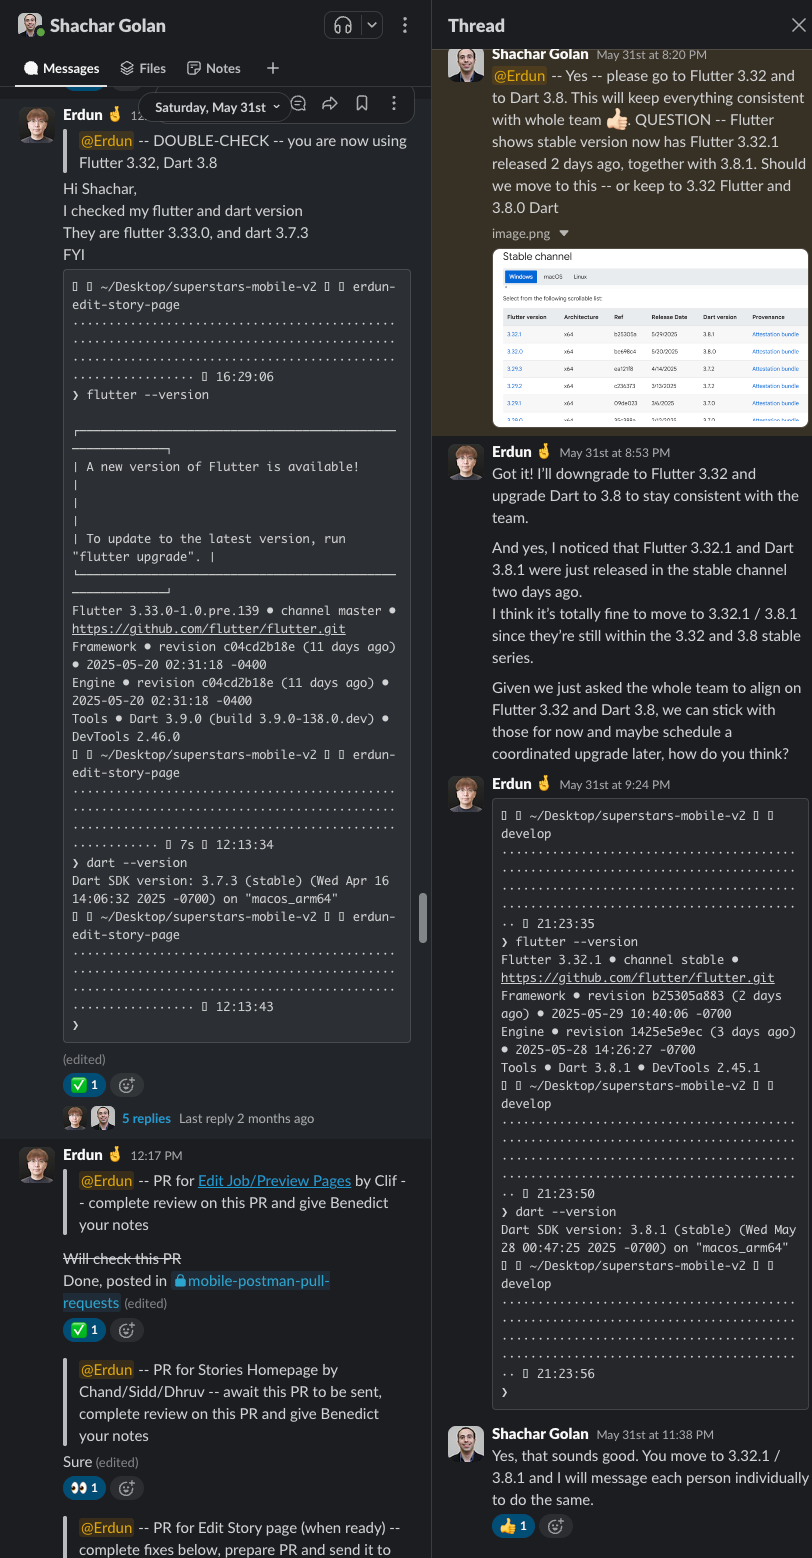 Shachar Golan
Messages
Files
Notes
Erdun 12:
Saturday, May 31st
@Erdun -- DOUBLE-CHECK -- you are now using
Flutter 3.32, Dart 3.8
Hi Shachar,
I checked my flutter and dart version
They are flutter 3.33.0, and dart 3.7.3
FYI
~/Desktop/superstars-mobile-v2 erdun-
edit-story-page
16:29:06
❯ flutter --version
| A new version of Flutter is available!
|
|
|
| To update to the latest version, run
"flutter upgrade". |
Flutter 3.33.0-1.0.pre.139 • channel master •
https://github.com/flutter/flutter.git
Framework • revision c04cd2b18e (11 days ago)
• 2025-05-20 02:31:18 -0400
Engine • revision c04cd2b18e (11 days ago) •
2025-05-20 02:31:18 -0400
Tools • Dart 3.9.0 (build 3.9.0-138.0.dev) •
DevTools 2.46.0
~/Desktop/superstars-mobile-v2 erdun-
edit-story-page
7s 12:13:34
❯ dart --version
Dart SDK version: 3.7.3 (stable) (Wed Apr 16
14:06:32 2025 -0700) on "macos_arm64"
~/Desktop/superstars-mobile-v2 erdun-
edit-story-page
12:13:43
❯
(edited)
1
5 replies Last reply 2 months ago
Erdun 12:17 PM
@Erdun -- PR for Edit Job/Preview Pages by Clif -
- complete review on this PR and give Benedict
your notes
Will check this PR
Done, posted in mobile-postman-pull-
requests (edited)
1
@Erdun -- PR for Stories Homepage by
Chand/Sidd/Dhruv -- await this PR to be sent,
complete review on this PR and give Benedict
your notes
Sure (edited)
1
@Erdun -- PR for Edit Story page (when ready) --
complete fixes below, prepare PR and send it to
Thread
Shachar Golan May 31st at 8:20 PM
@Erdun -- Yes -- please go to Flutter 3.32 and
to Dart 3.8. This will keep everything consistent
with whole team 👍🏻. QUESTION -- Flutter
shows stable version now has Flutter 3.32.1
released 2 days ago, together with 3.8.1. Should
we move to this -- or keep to 3.32 Flutter and
3.8.0 Dart
image.png
Stable channel
Windows macOS Linux
Select from the following scrollable list:
Flutter version Architecture Ref Release Date Dart version Provenance
3.32.1 x64 b25305a 5/29/2025 3.8.1 Attestation bundle
3.32.0 x64 be698c4 5/20/2025 3.8.0 Attestation bundle
3.29.3 x64 ea121f8 4/14/2025 3.7.2 Attestation bundle
3.29.2 x64 c236373 3/13/2025 3.7.2 Attestation bundle
3.29.1 x64 09de023 3/6/2025 3.7.0 Attestation bundle
Erdun May 31st at 8:53 PM
Got it! I'll downgrade to Flutter 3.32 and
upgrade Dart to 3.8 to stay consistent with the
team.
And yes, I noticed that Flutter 3.32.1 and Dart
3.8.1 were just released in the stable channel
two days ago.
I think it's totally fine to move to 3.32.1 / 3.8.1
since they're still within the 3.32 and 3.8 stable
series.
Given we just asked the whole team to align on
Flutter 3.32 and Dart 3.8, we can stick with
those for now and maybe schedule a
coordinated upgrade later, how do you think?
Erdun May 31st at 9:24 PM
~/Desktop/superstars-mobile-v2
develop
21:23:35
❯ flutter --version
Flutter 3.32.1 • channel stable •
https://github.com/flutter/flutter.git
Framework • revision b25305a883 (2 days
ago) • 2025-05-29 10:40:06 -0700
Engine • revision 1425e5e9ec (3 days ago)
• 2025-05-28 14:26:27 -0700
Tools • Dart 3.8.1 • DevTools 2.45.1
~/Desktop/superstars-mobile-v2
develop
21:23:50
❯ dart --version
Dart SDK version: 3.8.1 (stable) (Wed May
28 00:47:25 2025 -0700) on "macos_arm64"
~/Desktop/superstars-mobile-v2
develop
21:23:56
❯
Shachar Golan May 31st at 11:38 PM
Yes, that sounds good. You move to 3.32.1 /
3.8.1 and I will message each person individually
to do the same.
1